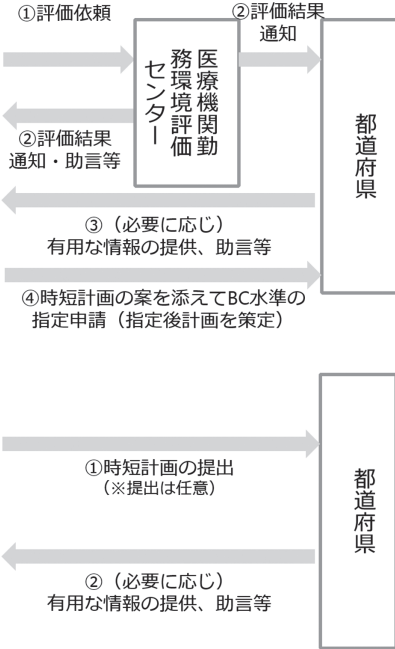 ①評価依頼
②評価結果
通知
医療機関勤
務環境評価
センター
②評価結果
通知・助言等
都道府県
③（必要に応じ）
有用な情報の提供、助言等
④時短計画の案を添えてBC水準の
指定申請（指定後計画を策定）
①時短計画の提出
（※提出は任意）
都道府県
②（必要に応じ）
有用な情報の提供、助言等